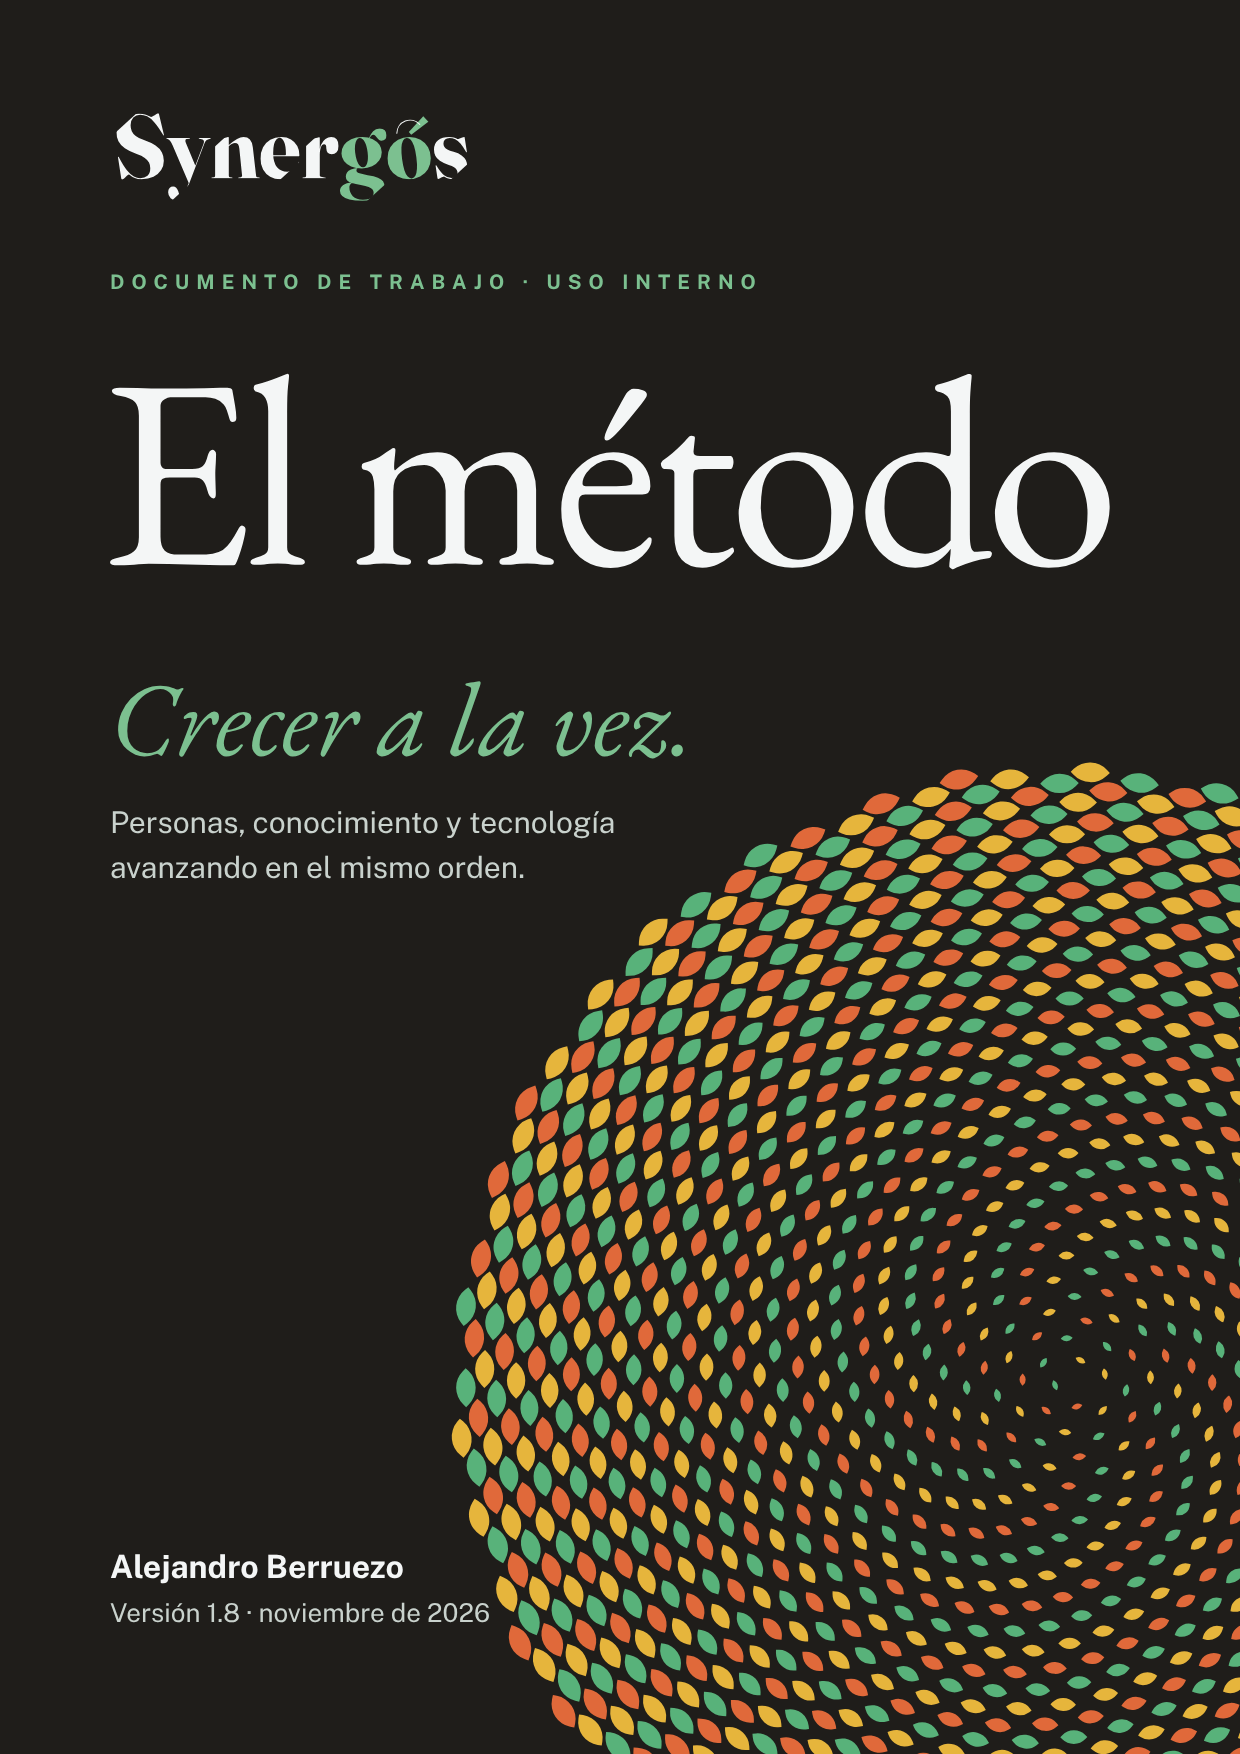 Synergós
DOCUMENTO DE TRABAJO · USO INTERNO
El método
Crecer a la vez.
Personas, conocimiento y tecnología
avanzando en el mismo orden.
Alejandro Berruezo
Versión 1.8 · noviembre de 2026